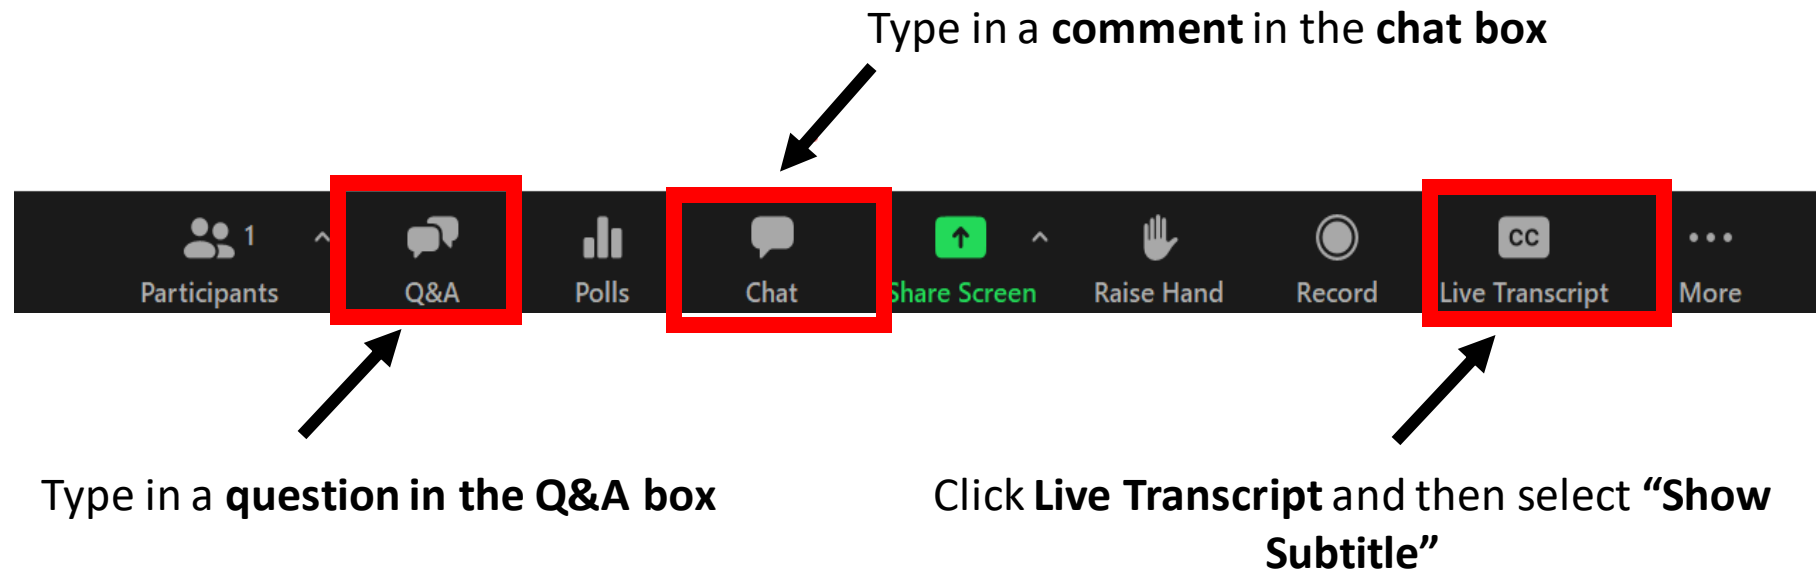 Type in a comment in the chat box
1
Participants
Q&A
Polls
Chat
Share Screen
Raise Hand
Record
CC
Live Transcript
More
Type in a question in the Q&A box
Click Live Transcript and then select “Show
Subtitle”